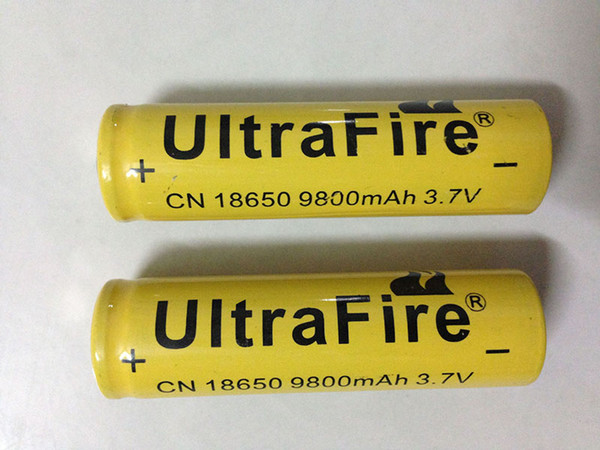 UltraFire®
+ −
CN 18650 9800mAh 3.7V
UltraFire®
+ −
CN 18650 9800mAh 3.7V